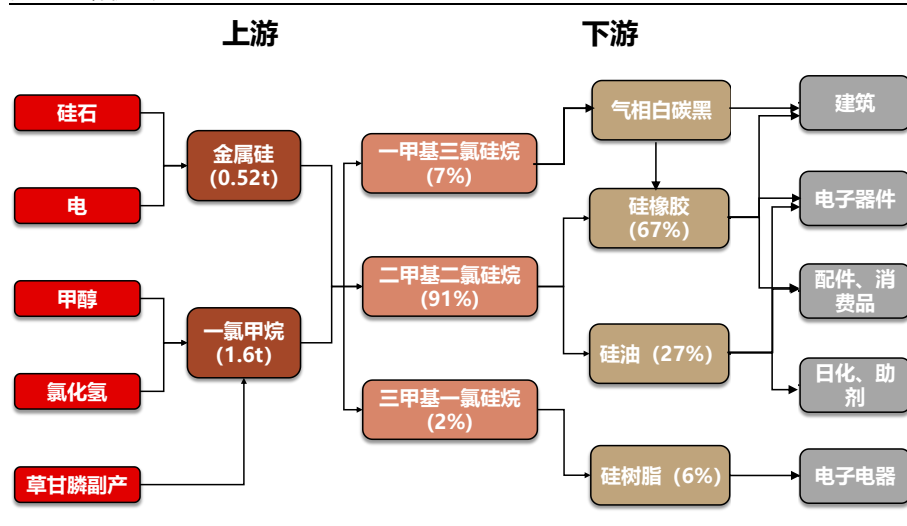 上游
下游
硅石
电
甲醇
氯化氢
草甘膦副产
金属硅
(0.52t)
一氯甲烷
(1.6t)
一甲基三氯硅烷
(7%)
二甲基二氯硅烷
(91%)
三甲基一氯硅烷
(2%)
气相白碳黑
硅橡胶
(67%)
硅油（27%）
硅树脂（6%）
建筑
电子器件
配件、消
费品
日化、助
剂
电子电器